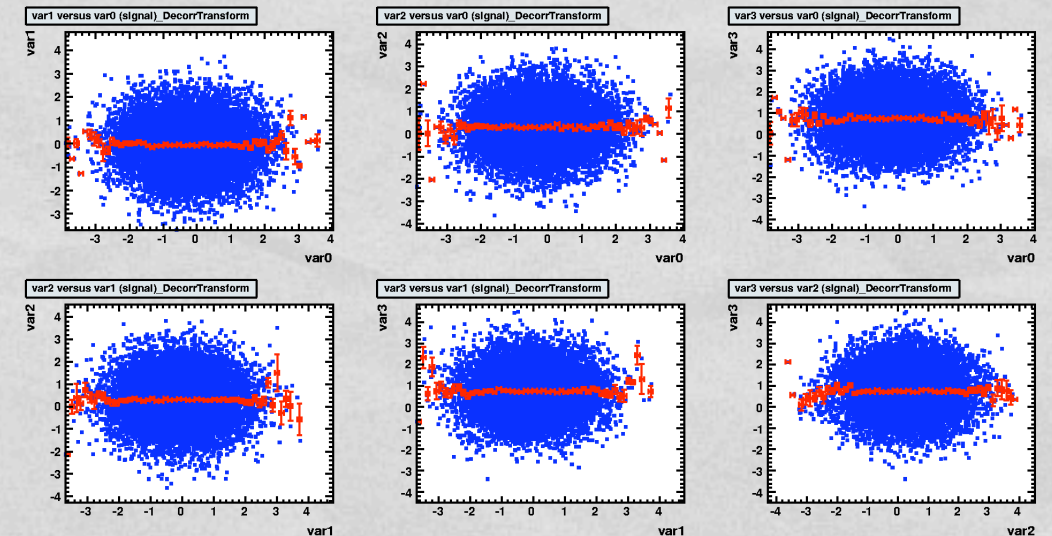 var1 versus var0 (signal)_DecorrTransform
var1
4
3
2
1
0
-1
-2
-3
-3 -2 -1 0 1 2 3 4
var0
var2 versus var0 (signal)_DecorrTransform
var2
4
3
2
1
0
-1
-2
-3
-4
-3 -2 -1 0 1 2 3 4
var0
var3 versus var0 (signal)_DecorrTransform
var3
4
3
2
1
0
-1
-2
-3
-4
-3 -2 -1 0 1 2 3 4
var0
var2 versus var1 (signal)_DecorrTransform
var2
4
3
2
1
0
-1
-2
-3
-4
-3 -2 -1 0 1 2 3 4
var1
var3 versus var1 (signal)_DecorrTransform
var3
4
3
2
1
0
-1
-2
-3
-4
-3 -2 -1 0 1 2 3 4
var1
var3 versus var2 (signal)_DecorrTransform
var3
4
3
2
1
0
-1
-2
-3
-4
-4 -3 -2 -1 0 1 2 3 4
var2